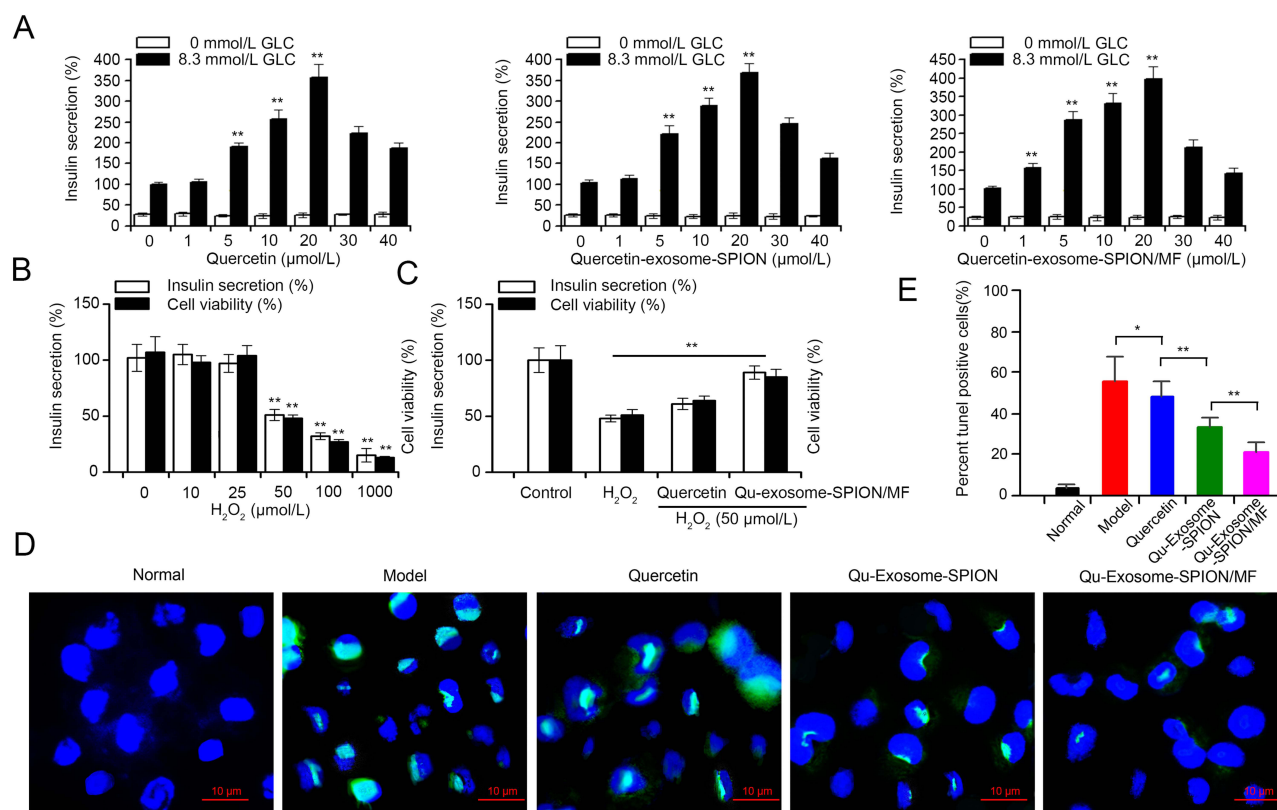 A
0 mmol/L GLC
8.3 mmol/L GLC
Insulin secretion (%)
400
350
300
250
200
150
100
50
0
** ** **
0 1 5 10 20 30 40
Quercetin (µmol/L)
0 mmol/L GLC
8.3 mmol/L GLC
Insulin secretion (%)
400
350
300
250
200
150
100
50
0
** ** **
0 1 5 10 20 30 40
Quercetin-exosome-SPION (µmol/L)
0 mmol/L GLC
8.3 mmol/L GLC
Insulin secretion (%)
450
400
350
300
250
200
150
100
50
0
** ** ** **
0 1 5 10 20 30 40
Quercetin-exosome-SPION/MF (µmol/L)
B
Insulin secretion (%)
Cell viability (%)
Insulin secretion (%)
150
100
50
0
** ** ** ** ** **
Cell viability (%)
0 10 25 50 100 1000
H₂O₂ (µmol/L)
C
Insulin secretion (%)
Cell viability (%)
Insulin secretion (%)
150
100
50
0
**
Cell viability (%)
Control H₂O₂ Quercetin Qu-exosome-SPION/MF
H₂O₂ (50 µmol/L)
E
Percent tunel positive cells(%)
100
80
60
40
20
0
* ** **
Normal
Model
Quercetin
Qu-Exosome
-SPION
Qu-Exosome
-SPION/MF
D
Normal
Model
Quercetin
Qu-Exosome-SPION
Qu-Exosome-SPION/MF
10 µm
10 µm
10 µm
10 µm
10 µm